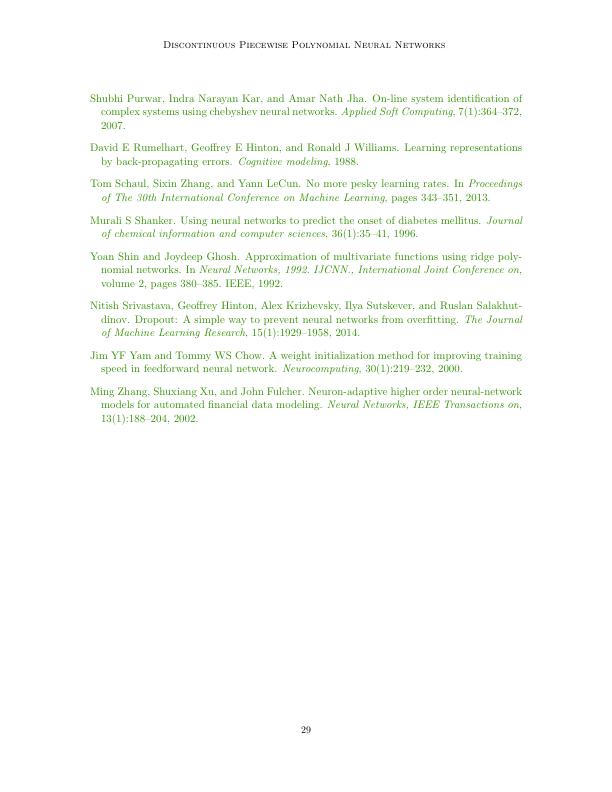 Discontinuous Piecewise Polynomial Neural Networks
Shubhi Purwar, Indra Narayan Kar, and Amar Nath Jha. On-line system identification of
complex systems using chebyshev neural networks. Applied Soft Computing, 7(1):364–372,
2007.
David E Rumelhart, Geoffrey E Hinton, and Ronald J Williams. Learning representations
by back-propagating errors. Cognitive modeling, 1988.
Tom Schaul, Sixin Zhang, and Yann LeCun. No more pesky learning rates. In Proceedings
of The 30th International Conference on Machine Learning, pages 343–351, 2013.
Murali S Shanker. Using neural networks to predict the onset of diabetes mellitus. Journal
of chemical information and computer sciences, 36(1):35–41, 1996.
Yoan Shin and Joydeep Ghosh. Approximation of multivariate functions using ridge poly-
nomial networks. In Neural Networks, 1992. IJCNN., International Joint Conference on,
volume 2, pages 380–385. IEEE, 1992.
Nitish Srivastava, Geoffrey Hinton, Alex Krizhevsky, Ilya Sutskever, and Ruslan Salakhut-
dinov. Dropout: A simple way to prevent neural networks from overfitting. The Journal
of Machine Learning Research, 15(1):1929–1958, 2014.
Jim YF Yam and Tommy WS Chow. A weight initialization method for improving training
speed in feedforward neural network. Neurocomputing, 30(1):219–232, 2000.
Ming Zhang, Shuxiang Xu, and John Fulcher. Neuron-adaptive higher order neural-network
models for automated financial data modeling. Neural Networks, IEEE Transactions on,
13(1):188–204, 2002.
29